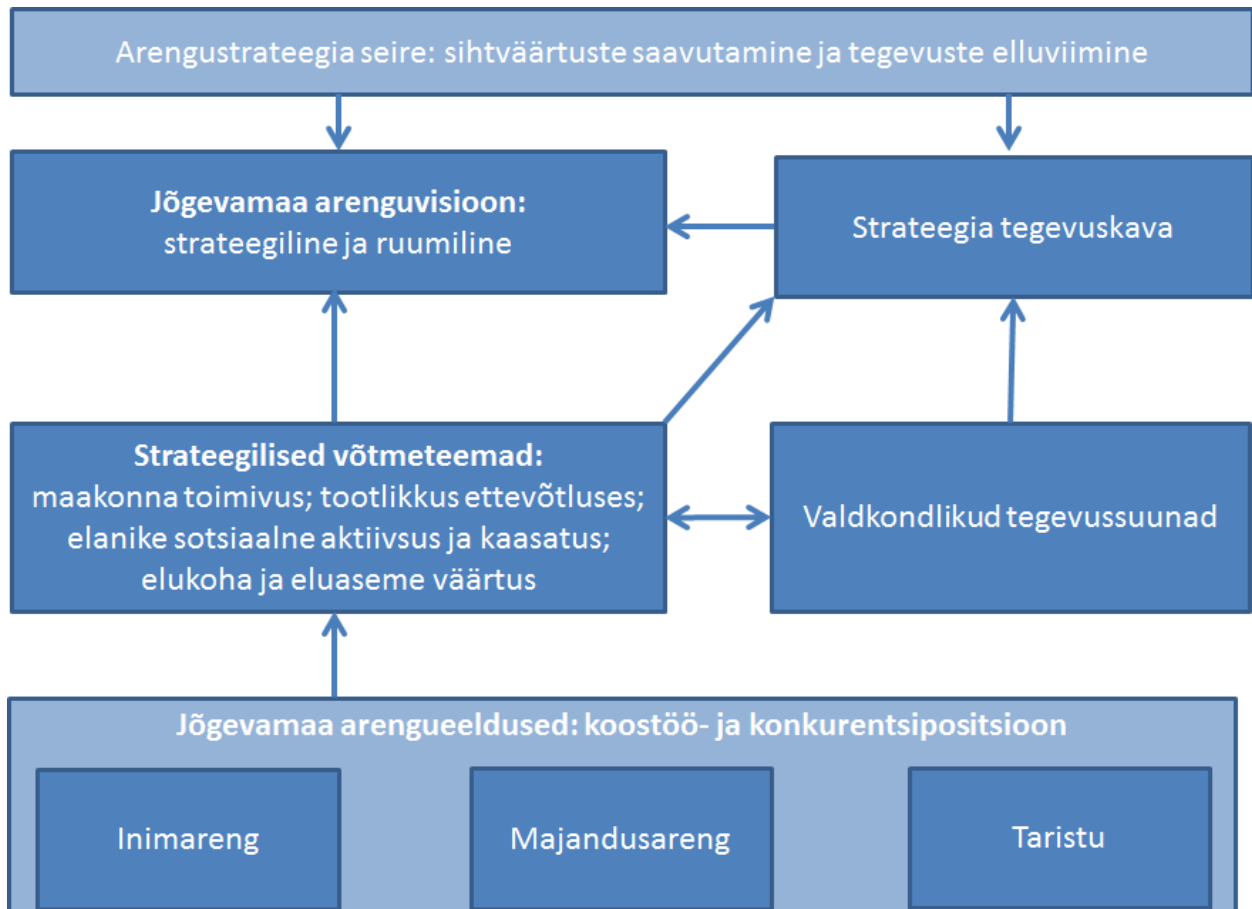 Arengustrateegia seire: sihtväärtuste saavutamine ja tegevuste elluviimine
Jõgevamaa arenguvisioon:
strateegiline ja ruumiline
Strateegia tegevuskava
Strateegilised võtmeteemad:
maakonna toimivus; tootlikkus ettevõtluses;
elanike sotsiaalne aktiivsus ja kaasatus;
elukoha ja eluaseme väärtus
Valdkondlikud tegevussuunad
Jõgevamaa arengueeldused: koostöö- ja konkurentsipositsioon
Inimareng
Majandusareng
Taristu